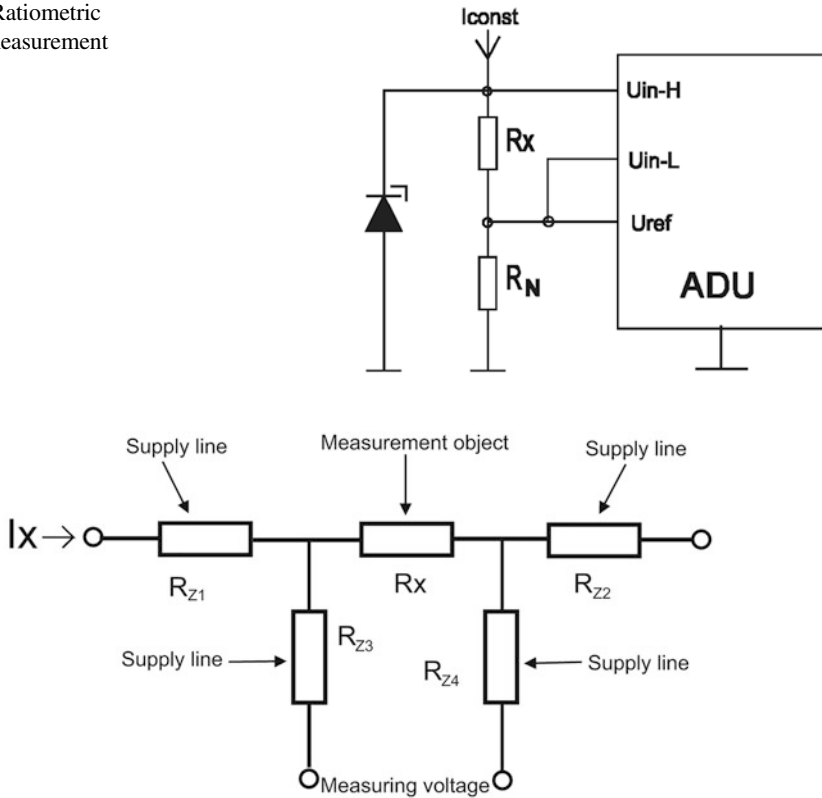 Ratiometric
measurement
Iconst
Uin-H
Rx
Uin-L
Uref
RN
ADU
Supply line
Measurement object
Supply line
Ix
RZ1
Rx
RZ2
Supply line
RZ3
RZ4
Supply line
Measuring voltage